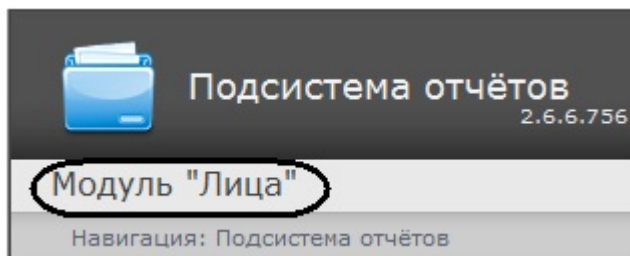 Подсистема отчётов
2.6.6.756
Модуль "Лица"
Навигация: Подсистема отчётов